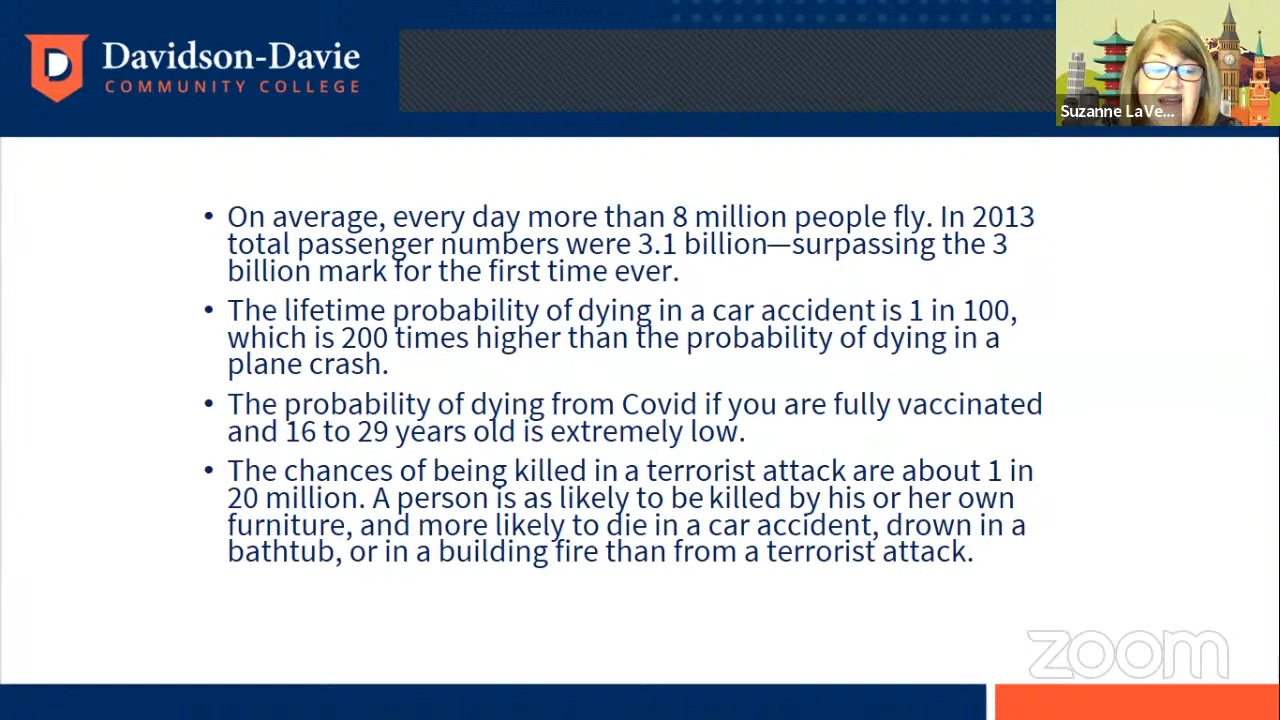 Davidson-Davie
COMMUNITY COLLEGE
Suzanne LaVe...
• On average, every day more than 8 million people fly. In 2013
total passenger numbers were 3.1 billion—surpassing the 3
billion mark for the first time ever.
• The lifetime probability of dying in a car accident is 1 in 100,
which is 200 times higher than the probability of dying in a
plane crash.
• The probability of dying from Covid if you are fully vaccinated
and 16 to 29 years old is extremely low.
• The chances of being killed in a terrorist attack are about 1 in
20 million. A person is as likely to be killed by his or her own
furniture, and more likely to die in a car accident, drown in a
bathtub, or in a building fire than from a terrorist attack.
zoom